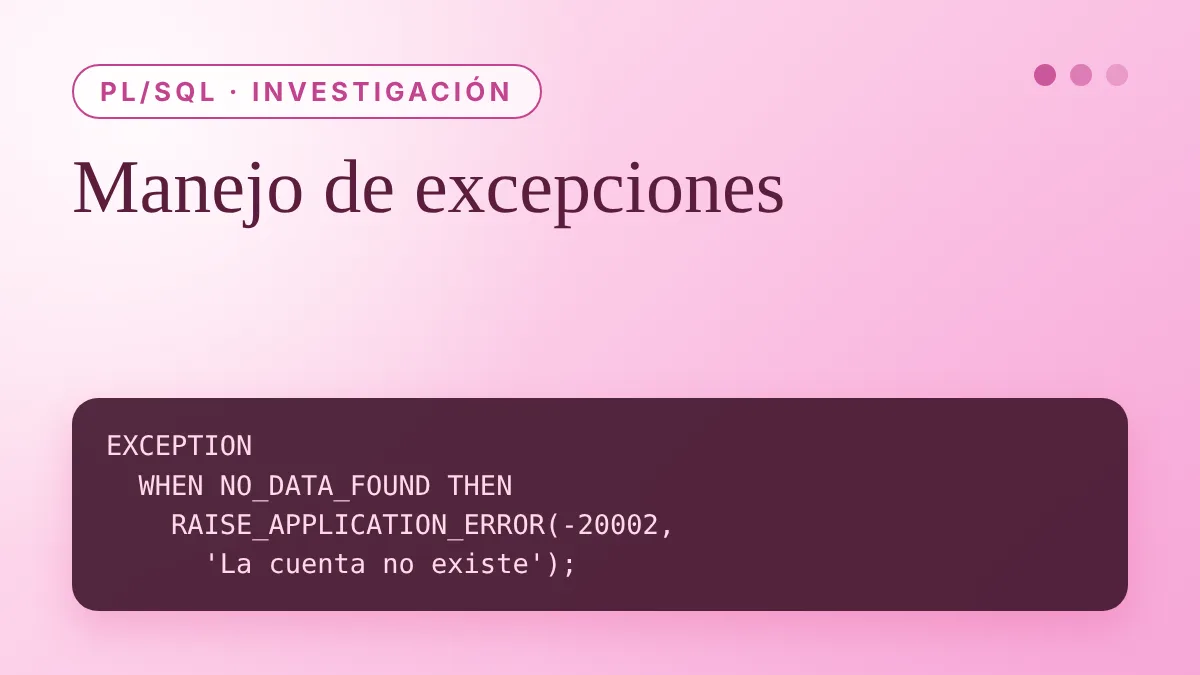 PL/SQL · INVESTIGACIÓN
Manejo de excepciones
EXCEPTION
  WHEN NO_DATA_FOUND THEN
    RAISE_APPLICATION_ERROR(-20002,
      'La cuenta no existe');